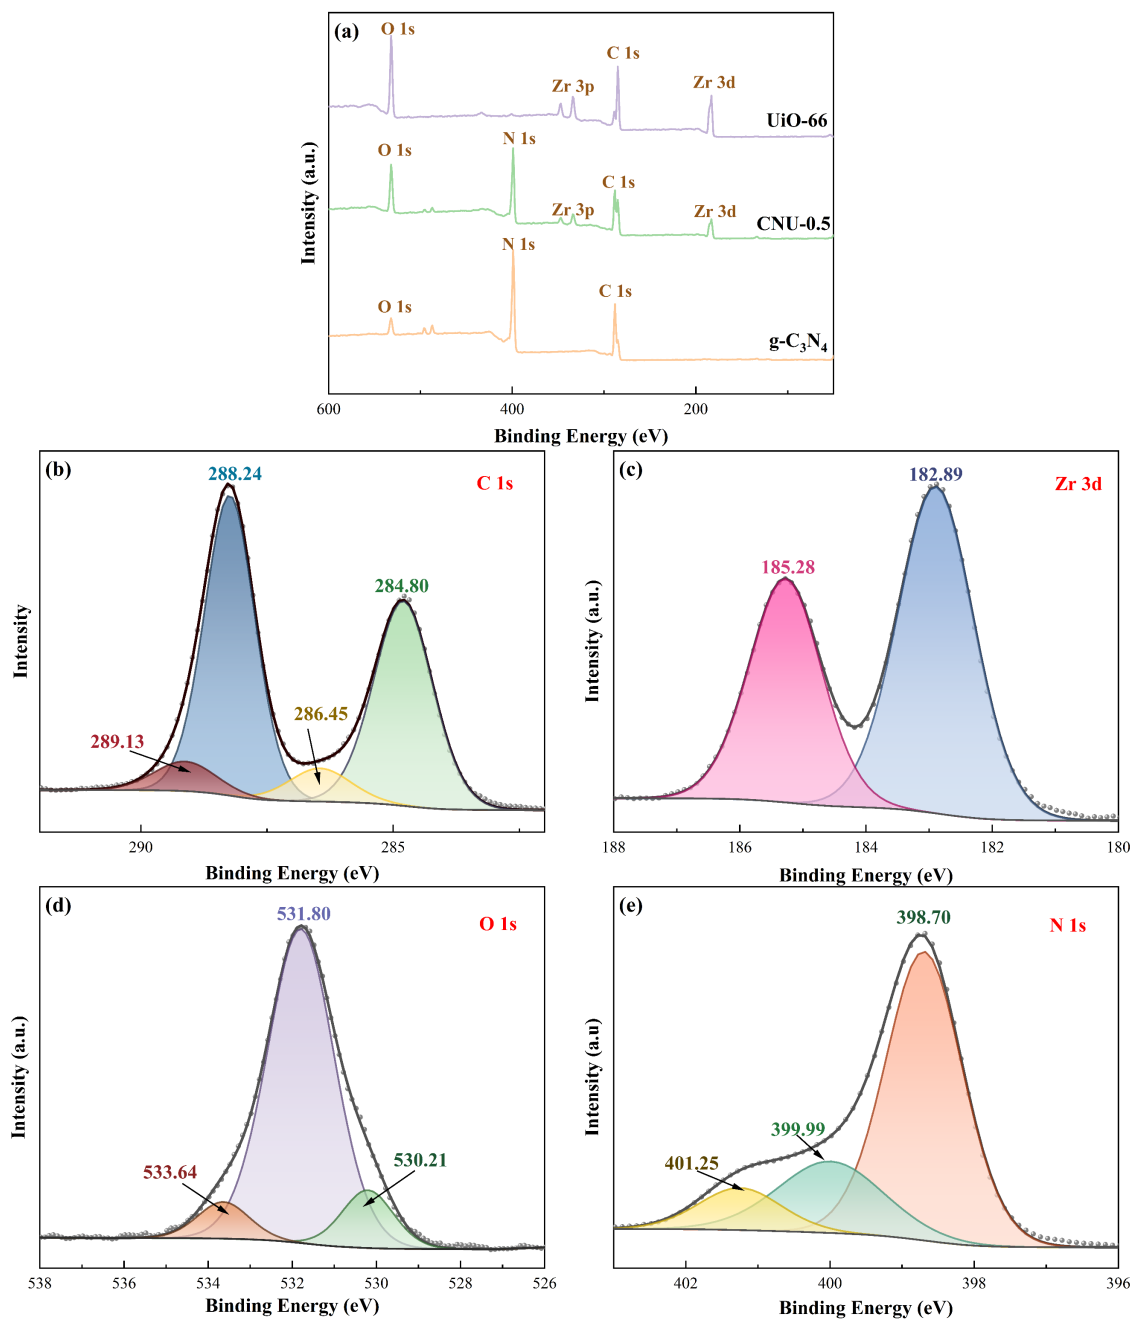 (a)
O 1s
C 1s
Zr 3p
Zr 3d
UiO-66
N 1s
O 1s
C 1s
Zr 3p
Zr 3d
CNU-0.5
N 1s
C 1s
O 1s
g-C₃N₄
Intensity (a.u.)
600
400
200
Binding Energy (eV)
(b)
288.24
C 1s
284.80
286.45
289.13
Intensity
290
285
Binding Energy (eV)
(c)
182.89
Zr 3d
185.28
Intensity (a.u.)
188
186
184
182
180
Binding Energy (eV)
(d)
531.80
O 1s
533.64
530.21
Intensity (a.u.)
538
536
534
532
530
528
526
Binding Energy (eV)
(e)
398.70
N 1s
399.99
401.25
Intensity (a.u)
402
400
398
396
Binding Energy (eV)